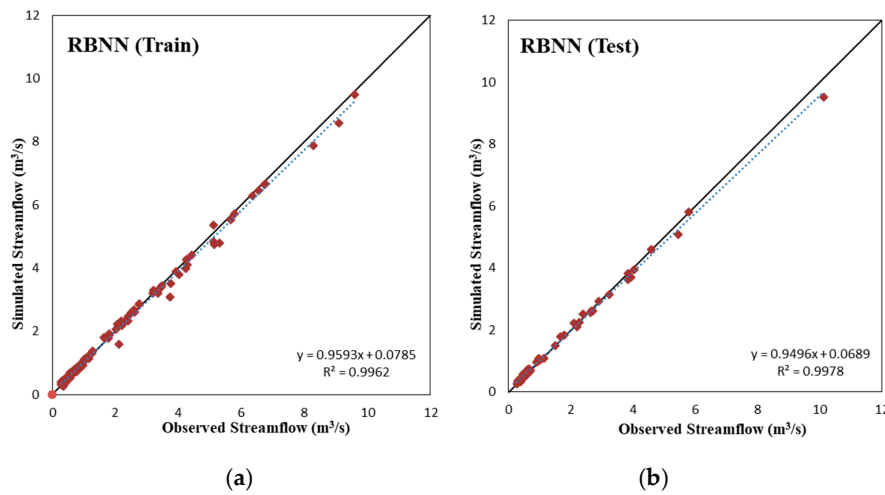 RBNN (Train)
12
10
8
6
4
2
0
Simulated Streamflow (m³/s)
y = 0.9593x + 0.0785
R² = 0.9962
0 2 4 6 8 10 12
Observed Streamflow (m³/s)
(a)
RBNN (Test)
12
10
8
6
4
2
0
Simulated Streamflow (m³/s)
y = 0.9496x + 0.0689
R² = 0.9978
0 2 4 6 8 10 12
Observed Streamflow (m³/s)
(b)